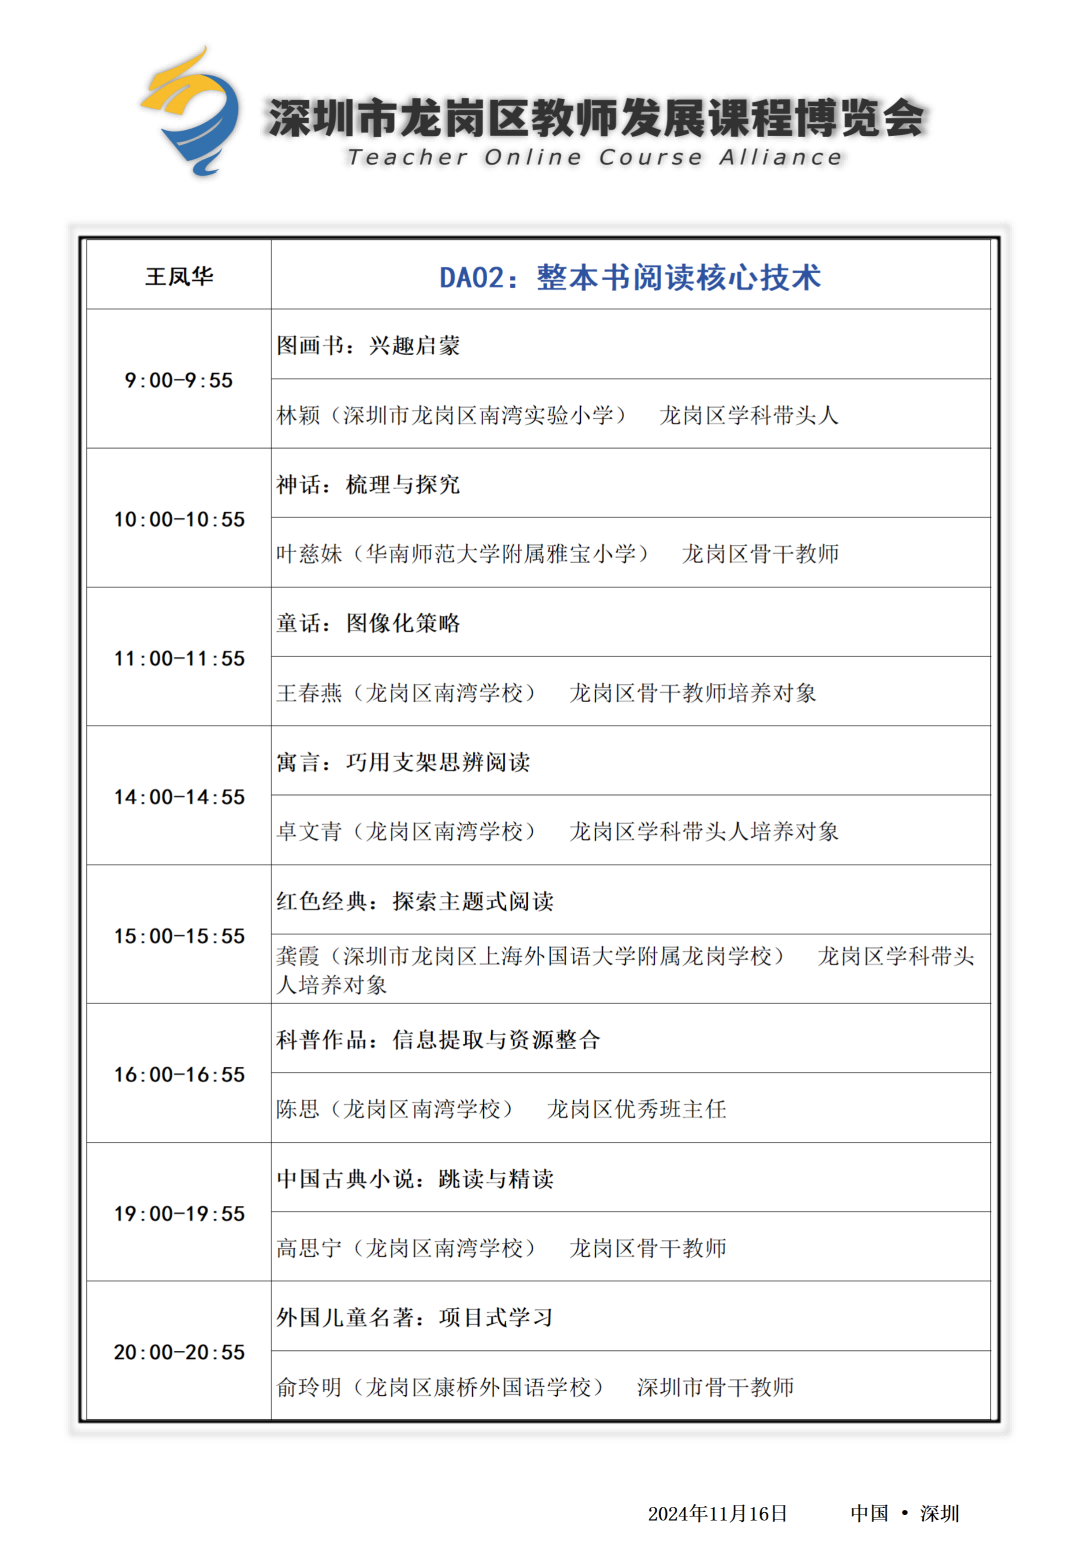 深圳市龙岗区教师发展课程博览会
Teacher Online Course Alliance
王凤华
DA02：整本书阅读核心技术
9:00-9:55
图画书：兴趣启蒙
林颖（深圳市龙岗区南湾实验小学） 龙岗区学科带头人
10:00-10:55
神话：梳理与探究
叶慈妹（华南师范大学附属雅宝小学） 龙岗区骨干教师
11:00-11:55
童话：图像化策略
王春燕（龙岗区南湾学校） 龙岗区骨干教师培养对象
14:00-14:55
寓言：巧用支架思辨阅读
卓文青（龙岗区南湾学校） 龙岗区学科带头人培养对象
15:00-15:55
红色经典：探索主题式阅读
龚霞（深圳市龙岗区上海外国语大学附属龙岗学校） 龙岗区学科带头
人培养对象
16:00-16:55
科普作品：信息提取与资源整合
陈思（龙岗区南湾学校） 龙岗区优秀班主任
19:00-19:55
中国古典小说：跳读与精读
高思宁（龙岗区南湾学校） 龙岗区骨干教师
20:00-20:55
外国儿童名著：项目式学习
俞玲明（龙岗区康桥外国语学校） 深圳市骨干教师
2024年11月16日 中国 • 深圳